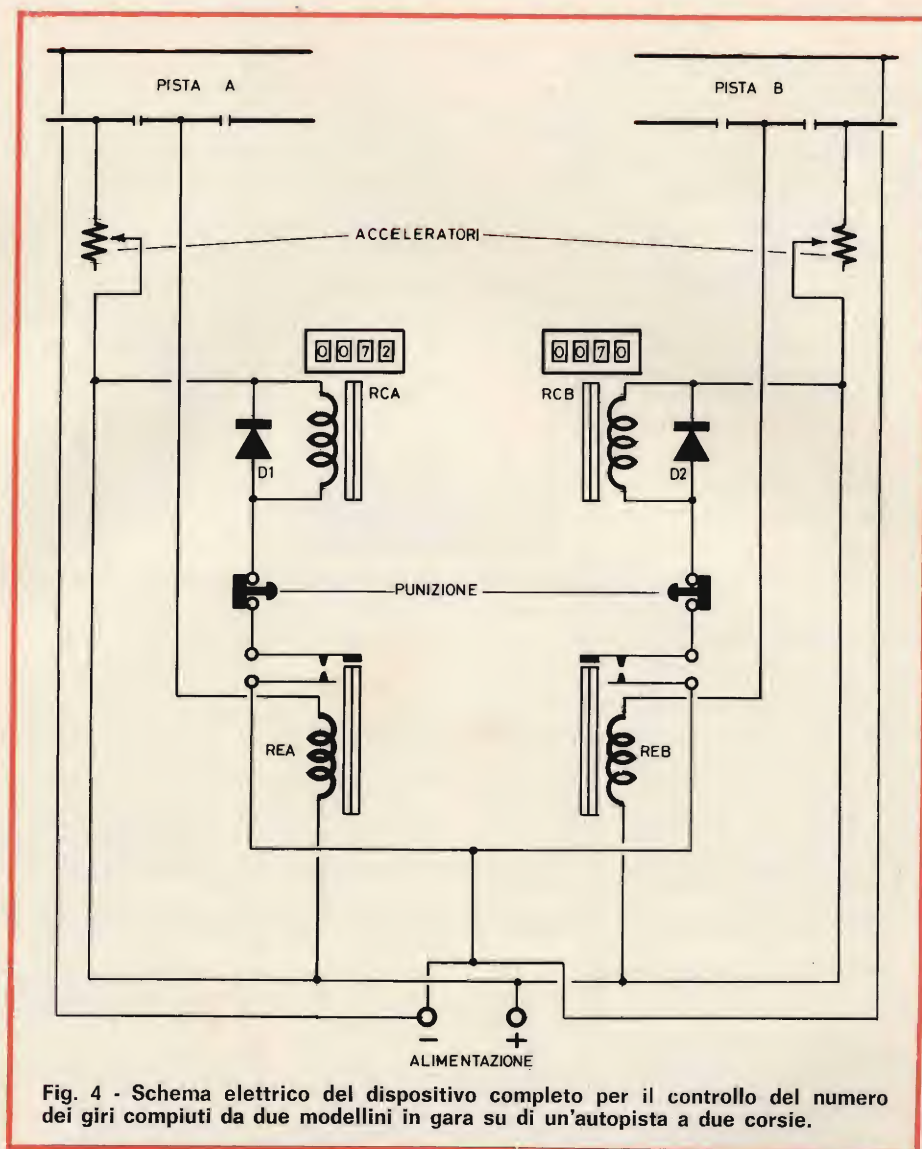 PISTA A
PISTA B
ACCELERATORI
0072
0070
RCA
RCB
D1
D2
PUNIZIONE
REA
REB
- +
ALIMENTAZIONE
Fig. 4 - Schema elettrico del dispositivo completo per il controllo del numero
dei giri compiuti da due modellini in gara su di un'autopista a due corsie.